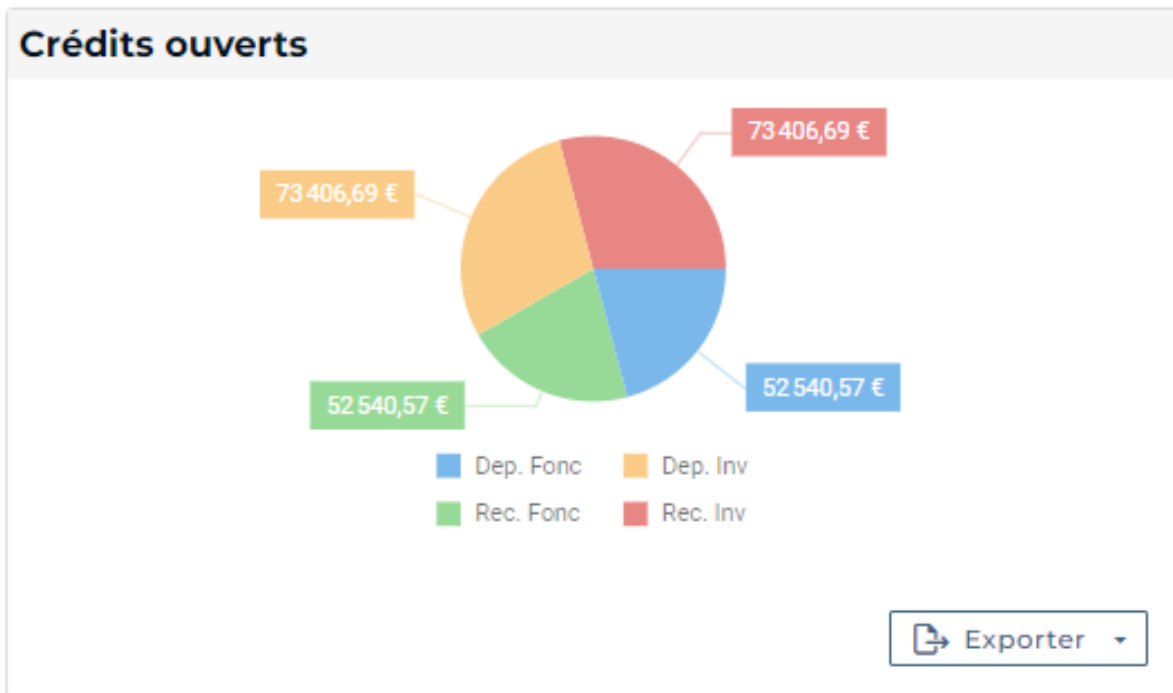 Crédits ouverts
73 406,69 €
73 406,69 €
52 540,57 €
52 540,57 €
Dep. Fonc
Dep. Inv
Rec. Fonc
Rec. Inv
Exporter